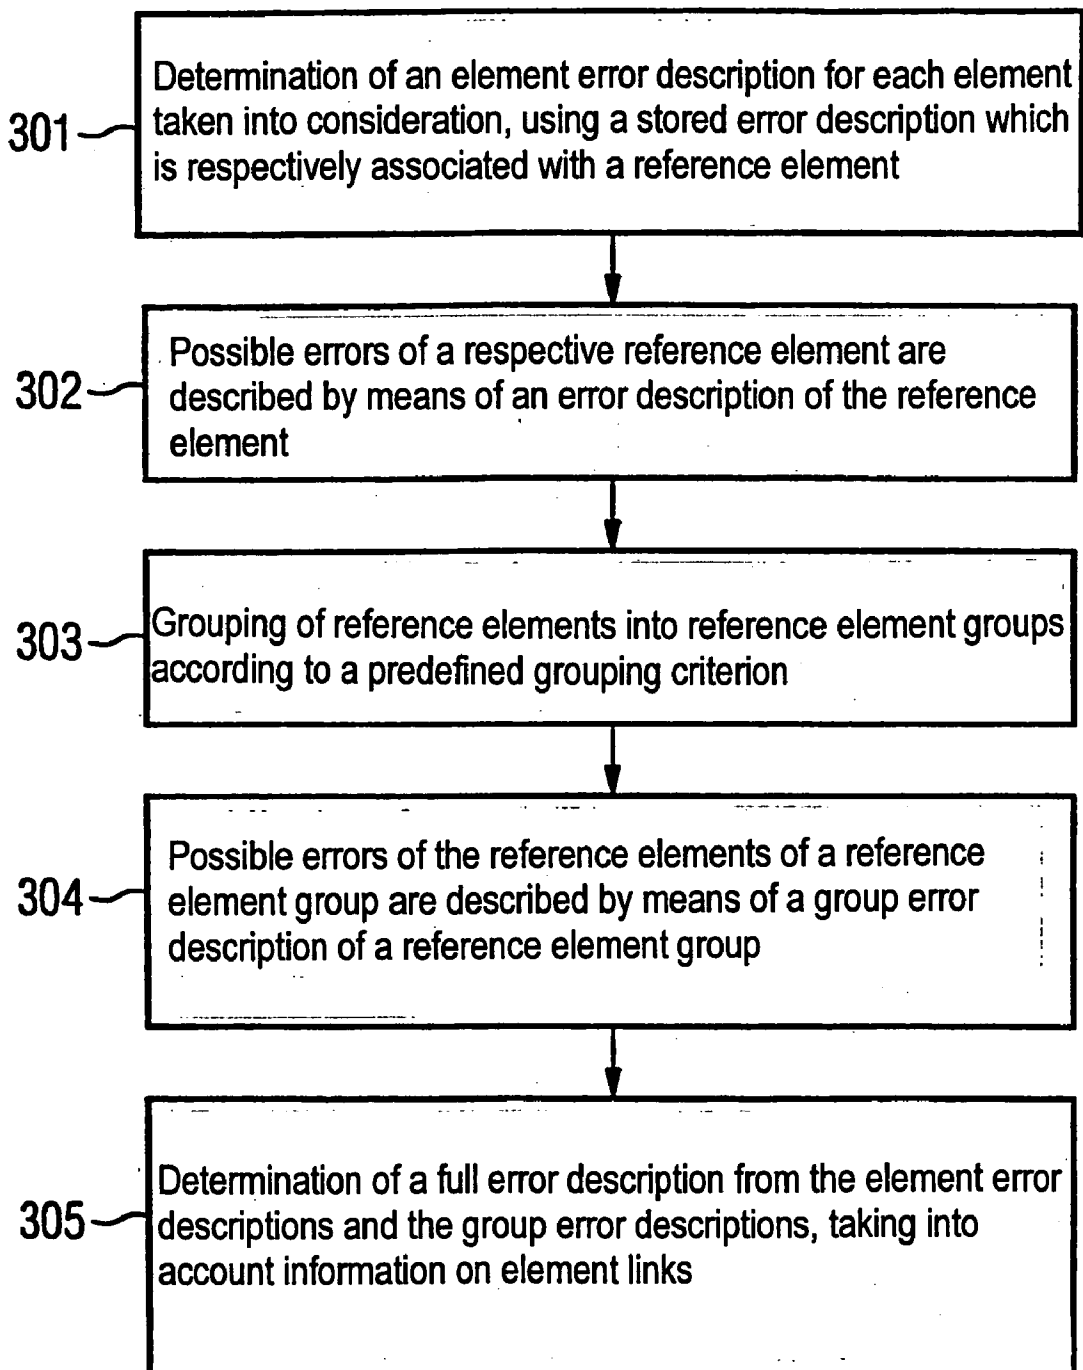 Determination of an element error description for each element
301 taken into consideration, using a stored error description which
is respectively associated with a reference element
Possible errors of a respective reference element are
302 described by means of an error description of the reference
element
303 Grouping of reference elements into reference element groups
according to a predefined grouping criterion
Possible errors of the reference elements of a reference
304 element group are described by means of a group error
description of a reference element group
Determination of a full error description from the element error
305 descriptions and the group error descriptions, taking into
account information on element links